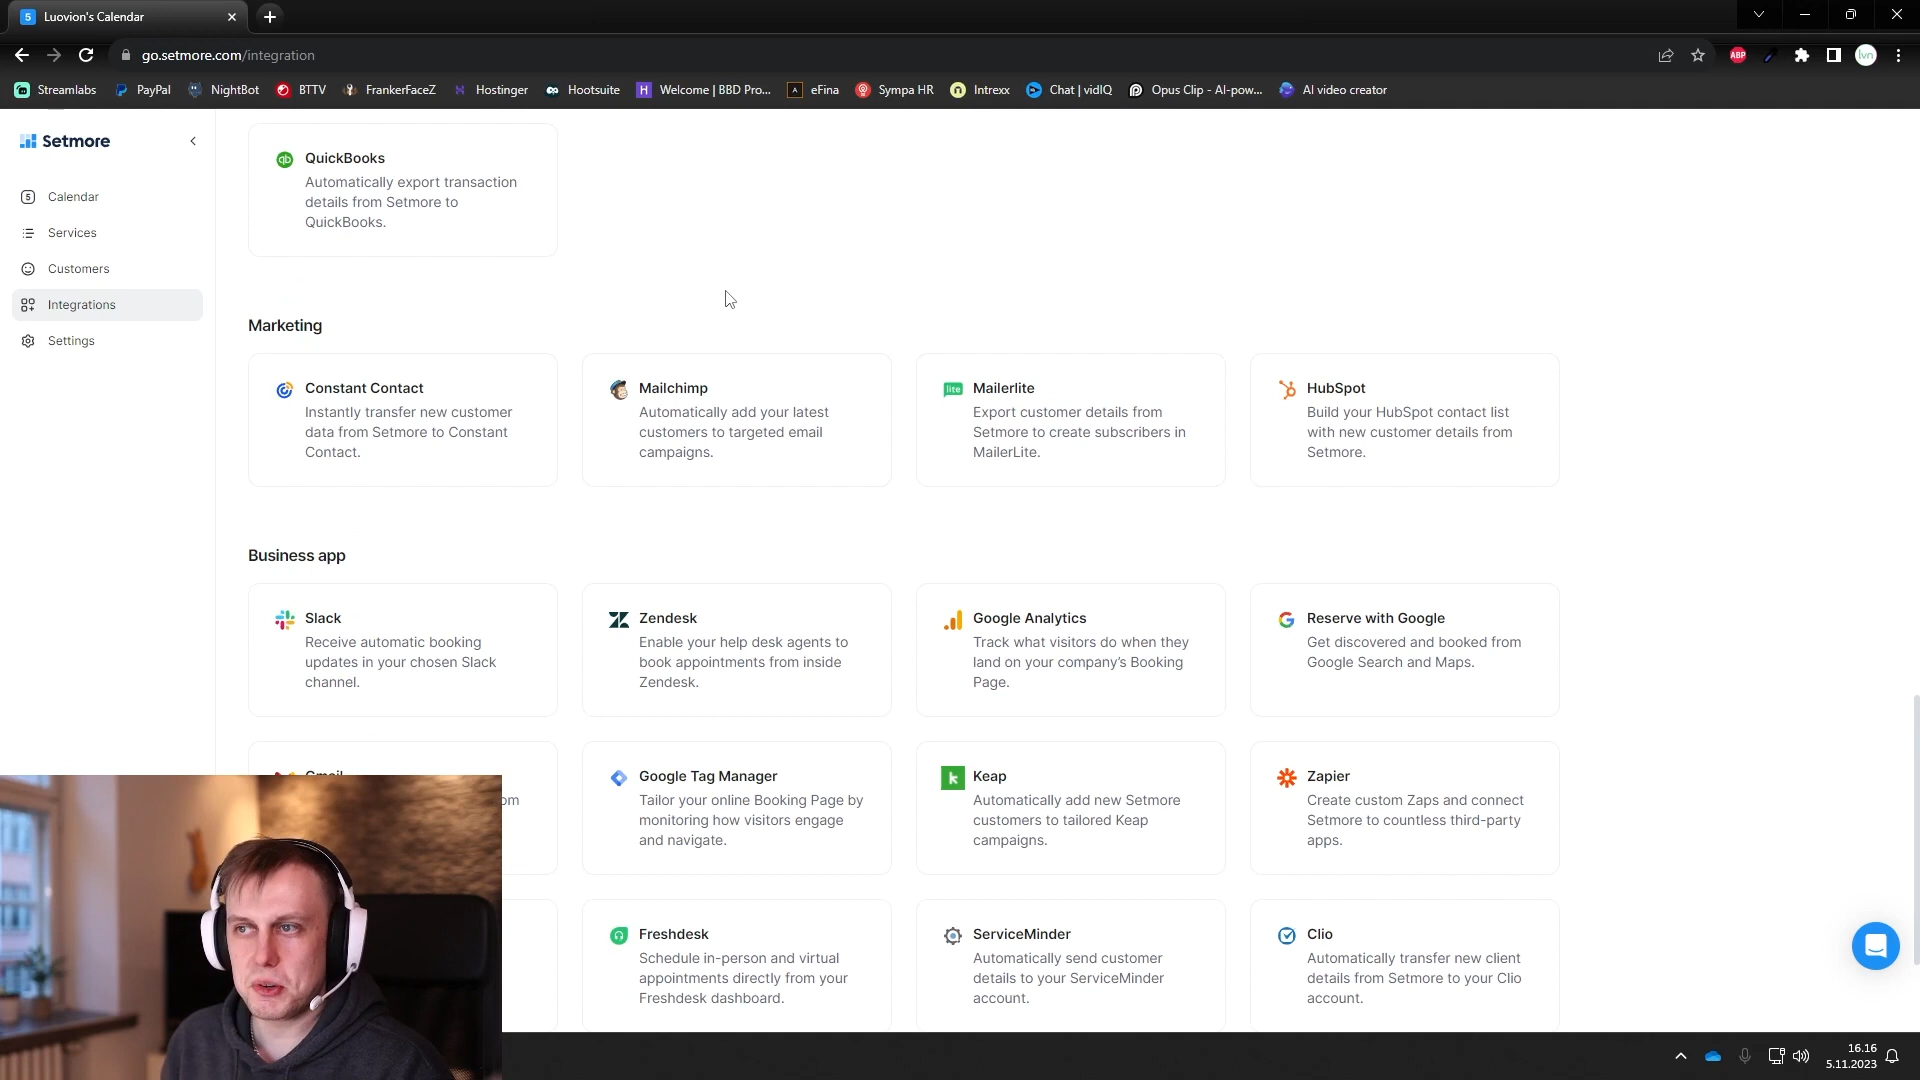 Luovion's Calendar
go.setmore.com/integration
ABP
lvn
Streamlabs
PayPal
NightBot
BTTV
FrankerFaceZ
Hostinger
Hootsuite
Welcome | BBD Pro...
eFina
Sympa HR
Intrexx
Chat | vidIQ
Opus Clip - AI-pow...
AI video creator
Setmore
Calendar
Services
Customers
Integrations
Settings
QuickBooks
Automatically export transaction
details from Setmore to
QuickBooks.
Marketing
Constant Contact
Instantly transfer new customer
data from Setmore to Constant
Contact.
Mailchimp
Automatically add your latest
customers to targeted email
campaigns.
lite
Mailerlite
Export customer details from
Setmore to create subscribers in
MailerLite.
HubSpot
Build your HubSpot contact list
with new customer details from
Setmore.
Business app
Slack
Receive automatic booking
updates in your chosen Slack
channel.
Zendesk
Enable your help desk agents to
book appointments from inside
Zendesk.
Google Analytics
Track what visitors do when they
land on your company's Booking
Page.
Reserve with Google
Get discovered and booked from
Google Search and Maps.
Google Tag Manager
Tailor your online Booking Page by
monitoring how visitors engage
and navigate.
Keap
Automatically add new Setmore
customers to tailored Keap
campaigns.
Zapier
Create custom Zaps and connect
Setmore to countless third-party
apps.
Freshdesk
Schedule in-person and virtual
appointments directly from your
Freshdesk dashboard.
ServiceMinder
Automatically send customer
details to your ServiceMinder
account.
Clio
Automatically transfer new client
details from Setmore to your Clio
account.
16.16
5.11.2023